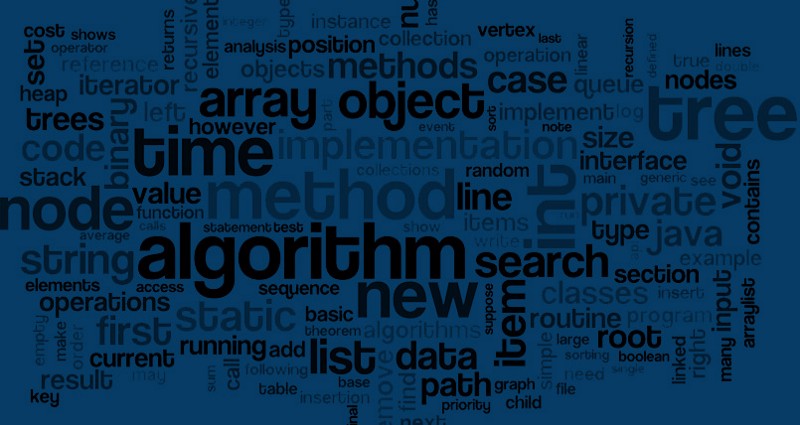 cost shows
operator
reference
set
returns
recursive
element
type
instance
analysis position collection
vertex last
operation
linear
recursion
defined
true
lines
double
objects methods
case queue
nodes
heap iterator
array object
tree
trees
binary
left
however
part
event
sort
implement log
note
code
time
implementation
size
interface
void
contains
stack
collections
random
main generic see
node
value
method
line
int
private
function
calls
average
statement test
show
items
write
type java
string
algorithm
search
section
example
elements
access
sequence
new
suppose
item
classes insert
input
arraylist
operations
basic
first static
theorem algorithms
routine program
empty
make
order
current
running add
list
data
simple
large
root
sorting boolean
linked
right
many
result
may
sum
call
following
base
table
insertion
remove
find
path
graph
need
single
file
key
priority child
next